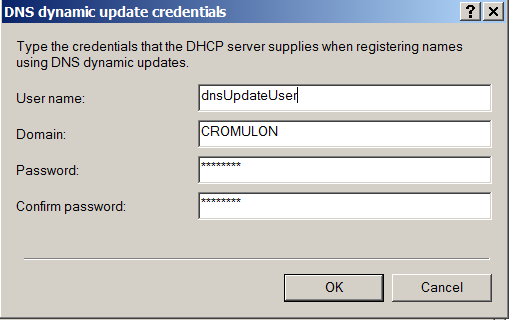 DNS dynamic update credentials
Type the credentials that the DHCP server supplies when registering names
using DNS dynamic updates.
User name:
dnsUpdateUser
Domain:
CROMULON
Password:
********
Confirm password:
********
OK
Cancel